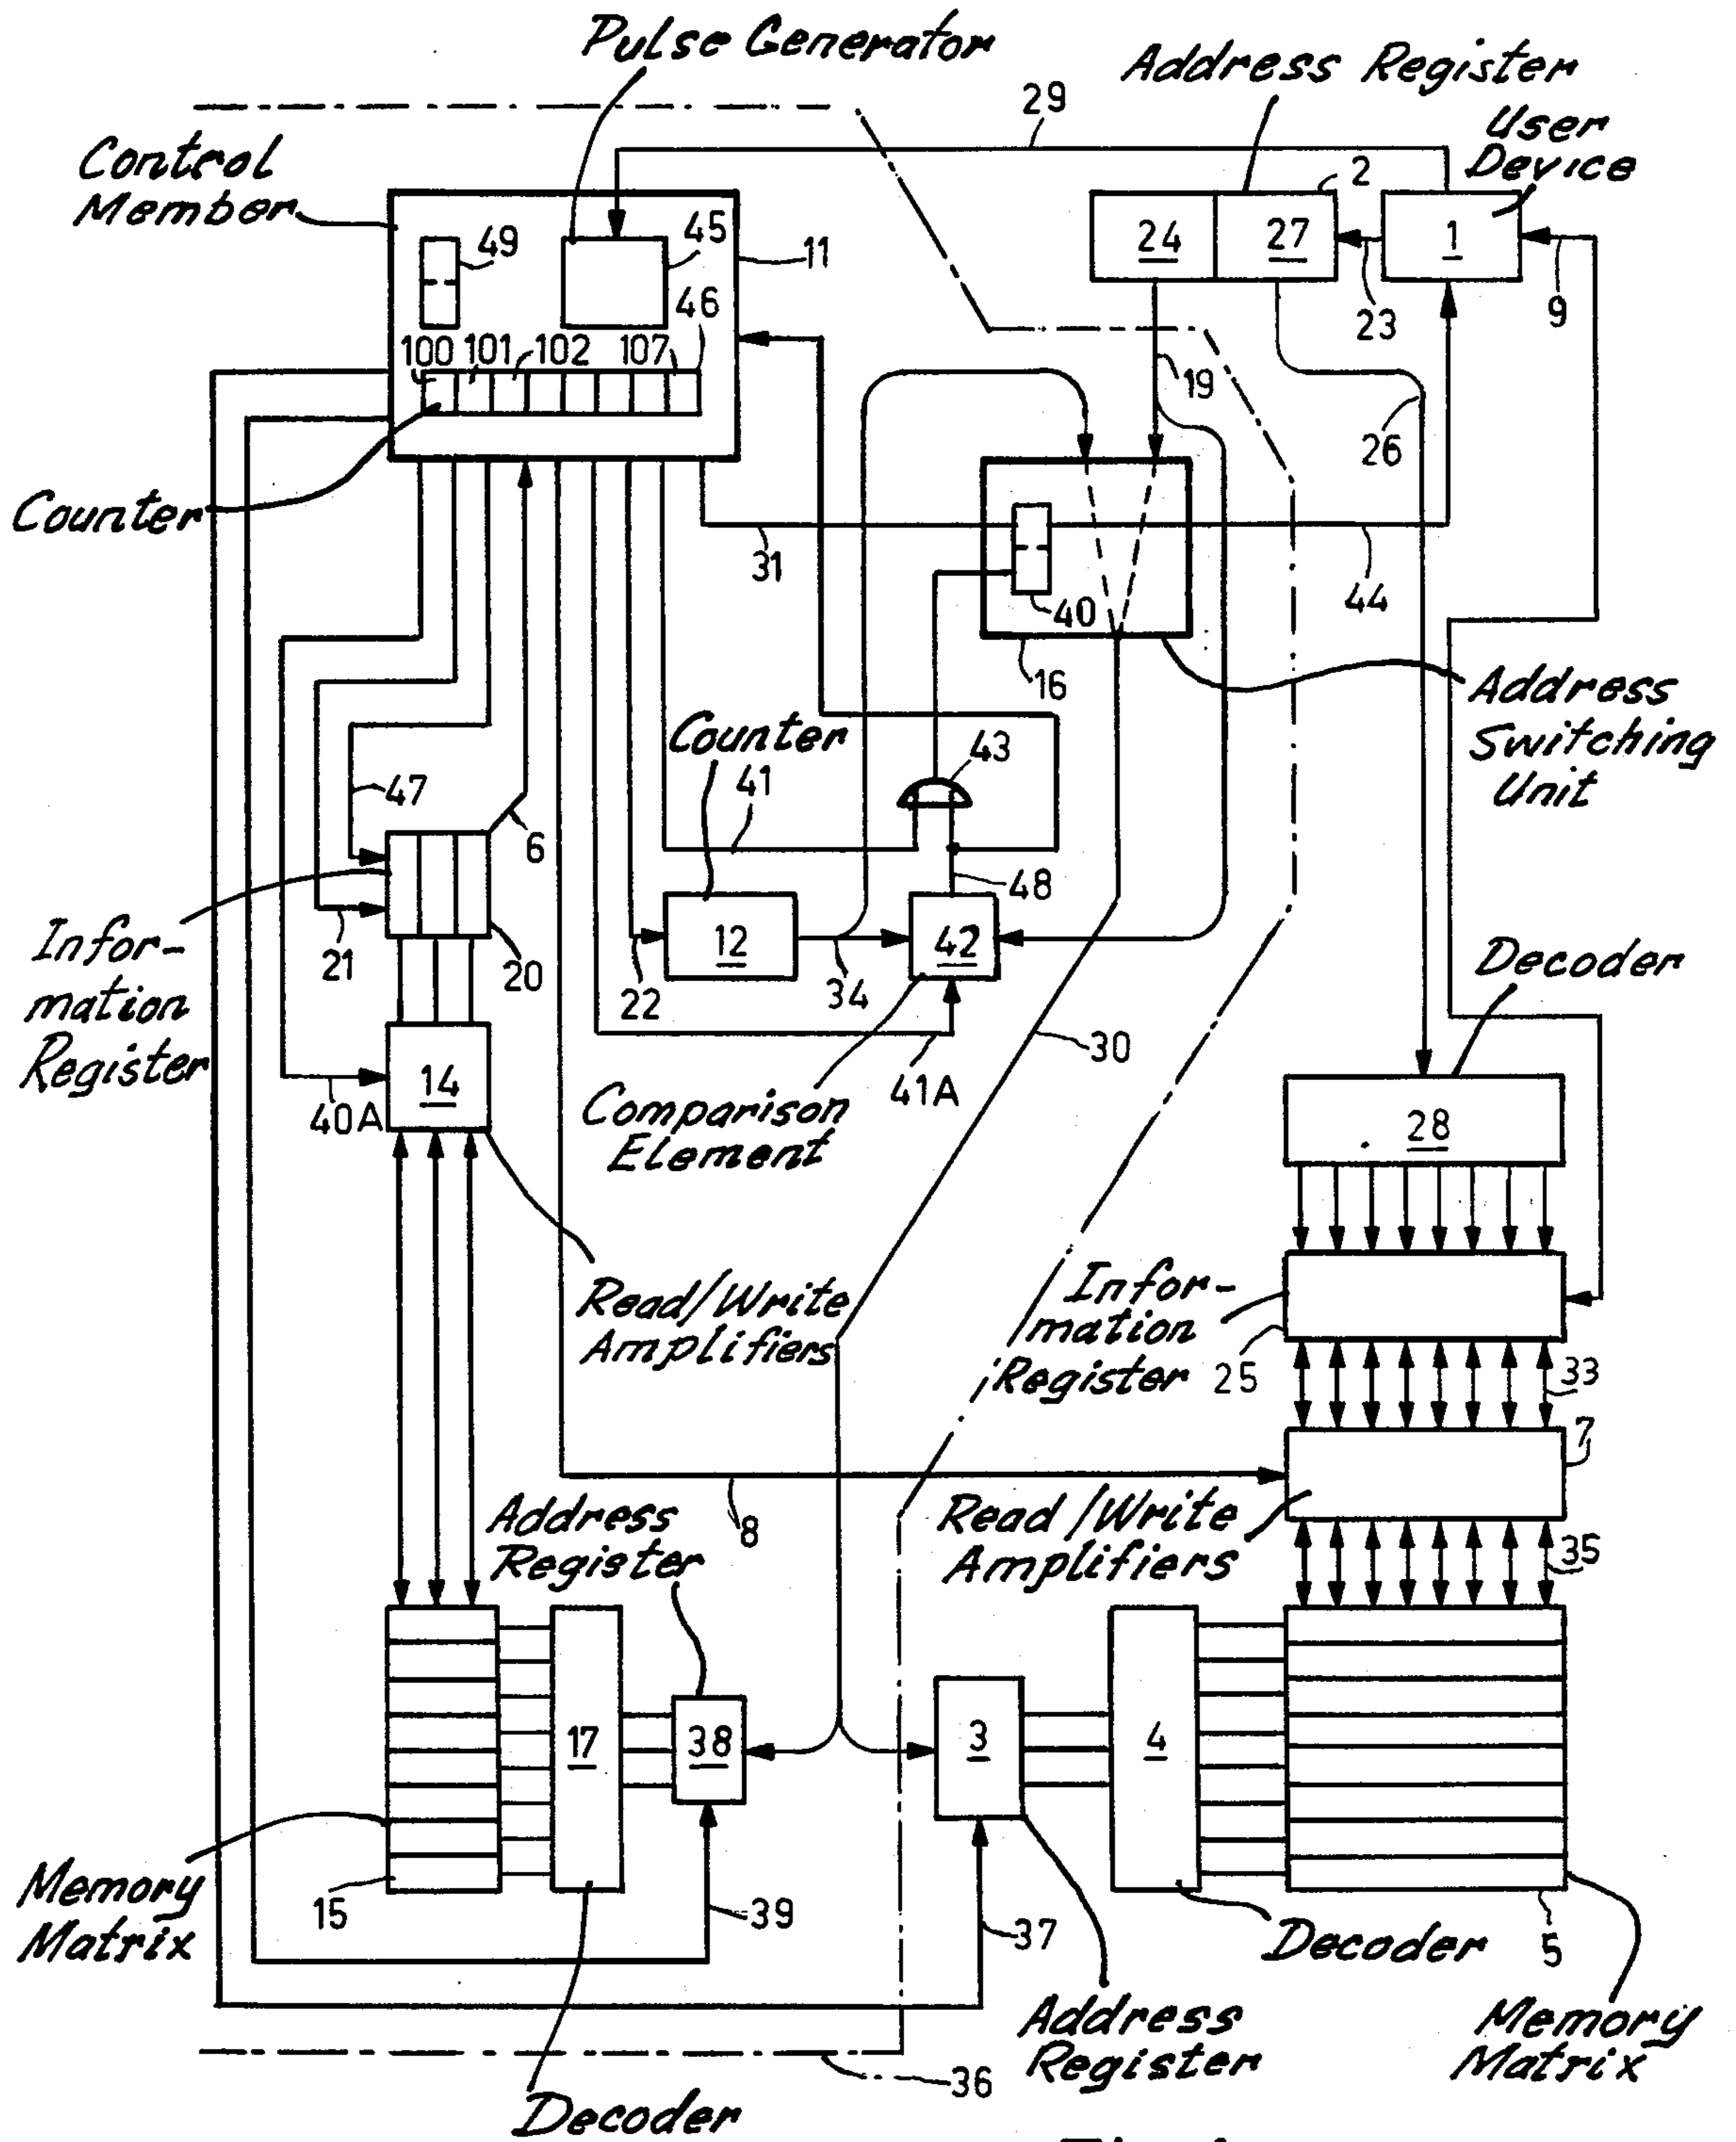 Pulse Generator
Address Register
29
User
Device
Control
Member
2
49
45
11
24
27
1
23
9
46
100
101
102
107
19
26
Counter
31
40
44
16
Address
Switching
Unit
Counter
43
41
47
6
48
12
42
Infor-
mation
Register
21
20
22
34
Decoder
30
14
40A
41A
Comparison
Element
28
Read/Write
Amplifiers
Infor-
mation
Register
25
33
7
8
Address
Register
Read/Write
Amplifiers
35
17
38
3
4
Memory
Matrix
15
39
37
Decoder
5
Address
Register
Memory
Matrix
36
Decoder